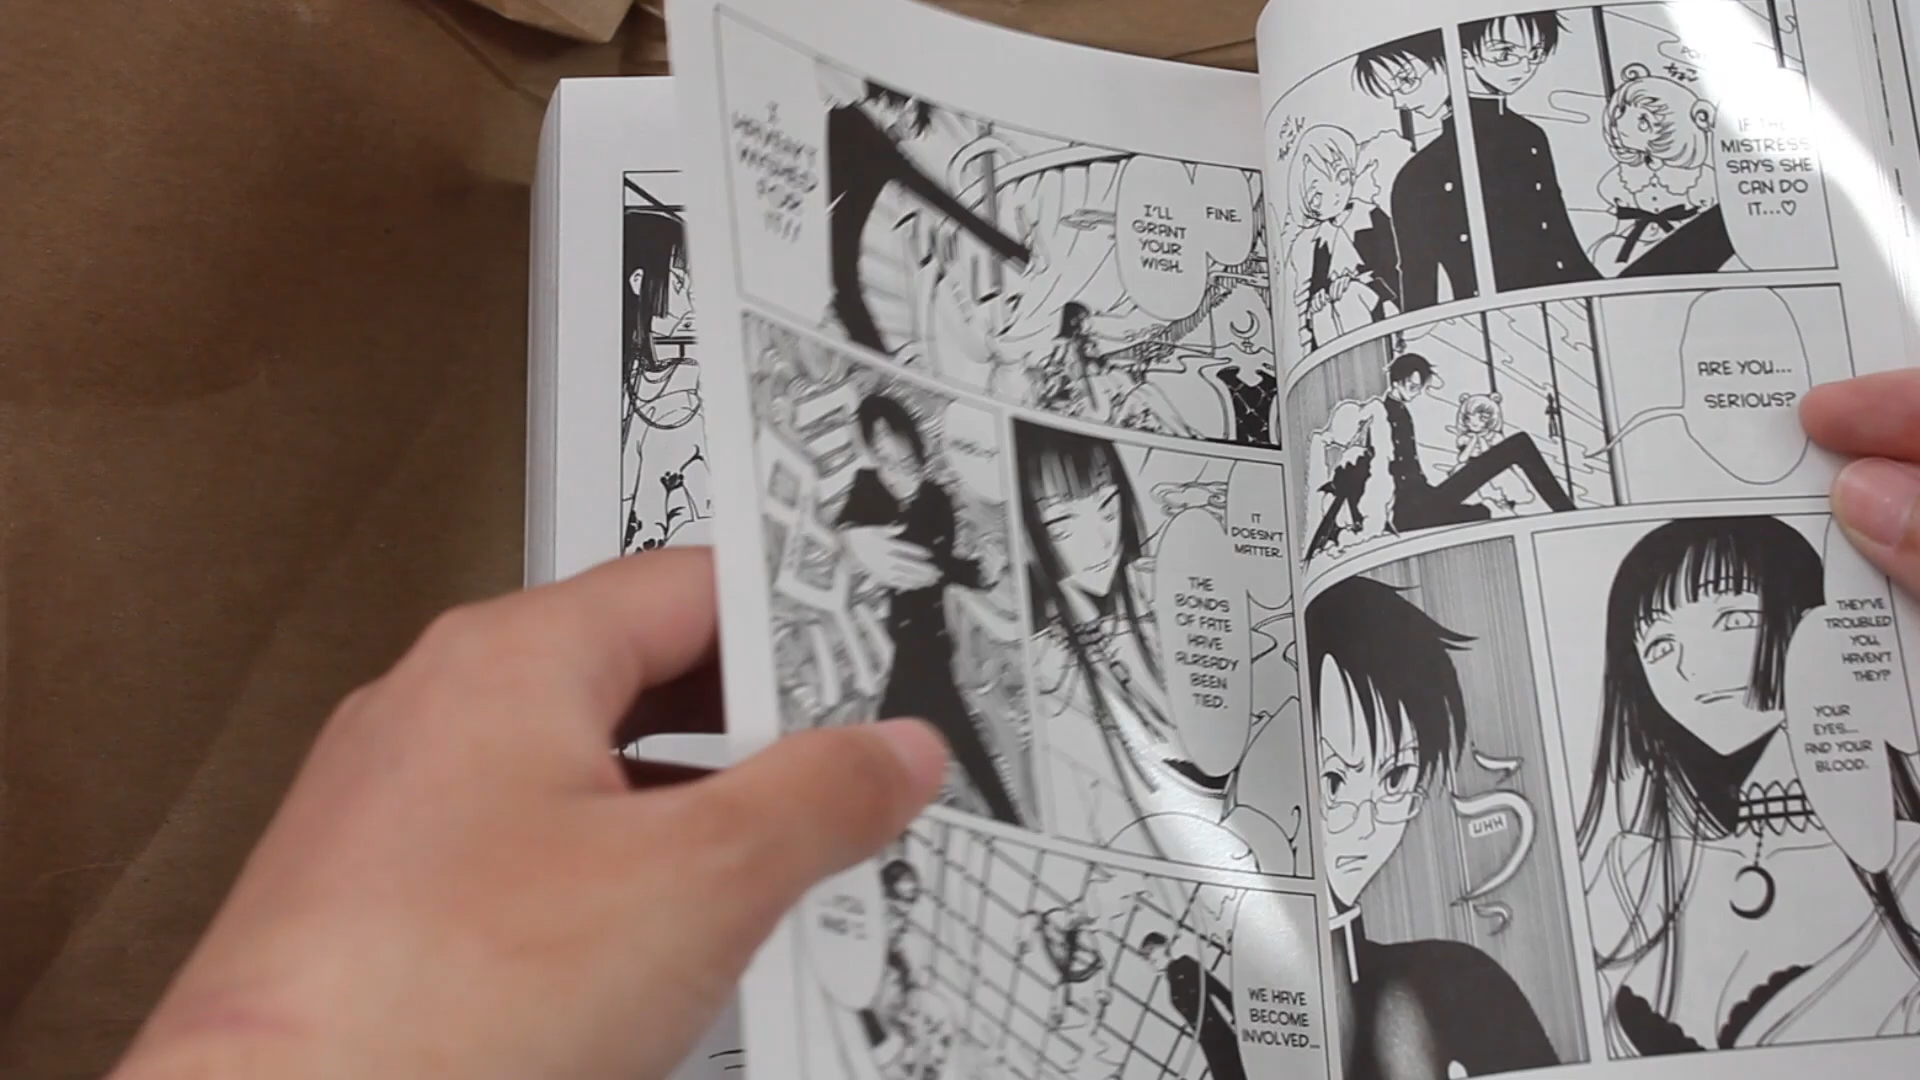 FINE.
I'LL
GRANT
YOUR
WISH.
IT
DOESN'T
MATTER.
THE
BONDS
OF FATE
HAVE
ALREADY
BEEN
TIED.
WE HAVE
BECOME
INVOLVED...
IF THE
MISTRESS
SAYS SHE
CAN DO
IT...♡
ARE YOU...
SERIOUS?
UHH
THEY'VE
TROUBLED
YOU,
HAVEN'T
THEY?
YOUR
EYES...
AND YOUR
BLOOD.